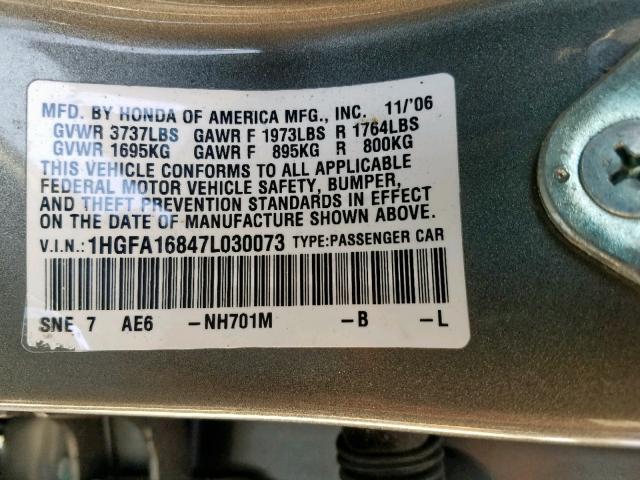 MFD. BY HONDA OF AMERICA MFG., INC. 11/'06
GVWR 3737LBS GAWR F 1973LBS R 1764LBS
GVWR 1695KG GAWR F 895KG R 800KG
THIS VEHICLE CONFORMS TO ALL APPLICABLE
FEDERAL MOTOR VEHICLE SAFETY, BUMPER,
AND THEFT PREVENTION STANDARDS IN EFFECT
ON THE DATE OF MANUFACTURE SHOWN ABOVE.
V.I.N.: 1HGFA16847L030073 TYPE:PASSENGER CAR
SNE 7 AE6 -NH701M -B -L